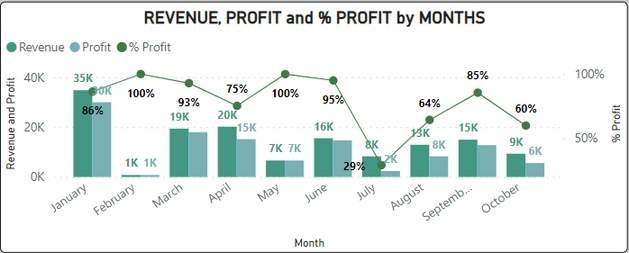 REVENUE, PROFIT and % PROFIT by MONTHS
Revenue Profit % Profit
Revenue and Profit
40K
20K
0K
35K
30K
86%
1K
1K
100%
19K
93%
20K
15K
75%
7K
7K
100%
16K
95%
8K
2K
29%
13K
8K
64%
15K
85%
9K
6K
60%
100%
50%
% Profit
January
February
March
April
May
June
July
August
Septemb...
October
Month